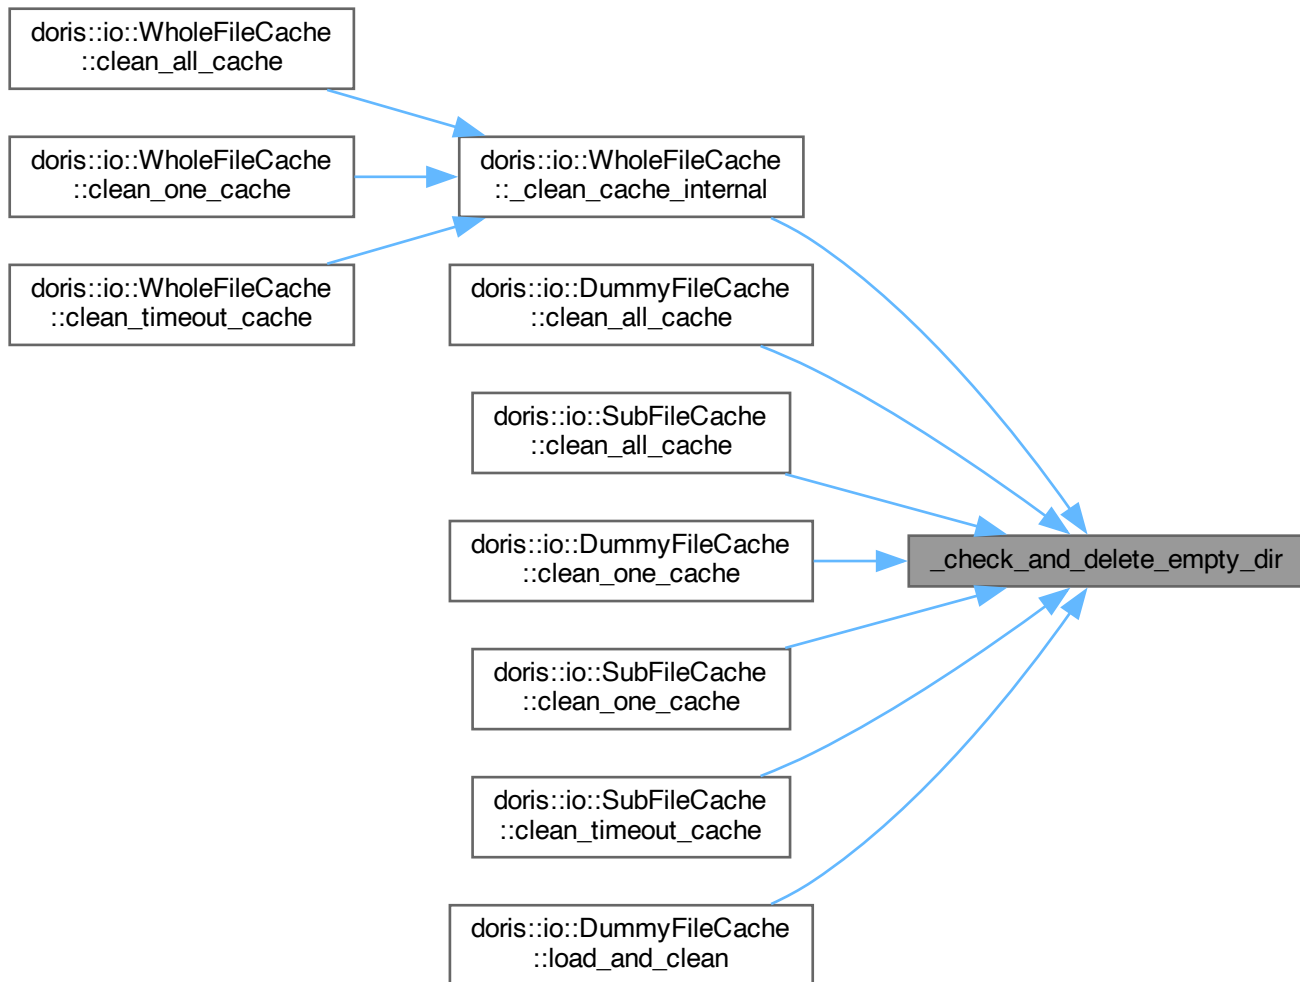 doris::io::WholeFileCache
::clean_all_cache
doris::io::WholeFileCache
::clean_one_cache
doris::io::WholeFileCache
::clean_timeout_cache
doris::io::WholeFileCache
::_clean_cache_internal
doris::io::DummyFileCache
::clean_all_cache
doris::io::SubFileCache
::clean_all_cache
doris::io::DummyFileCache
::clean_one_cache
doris::io::SubFileCache
::clean_one_cache
doris::io::SubFileCache
::clean_timeout_cache
doris::io::DummyFileCache
::load_and_clean
_check_and_delete_empty_dir